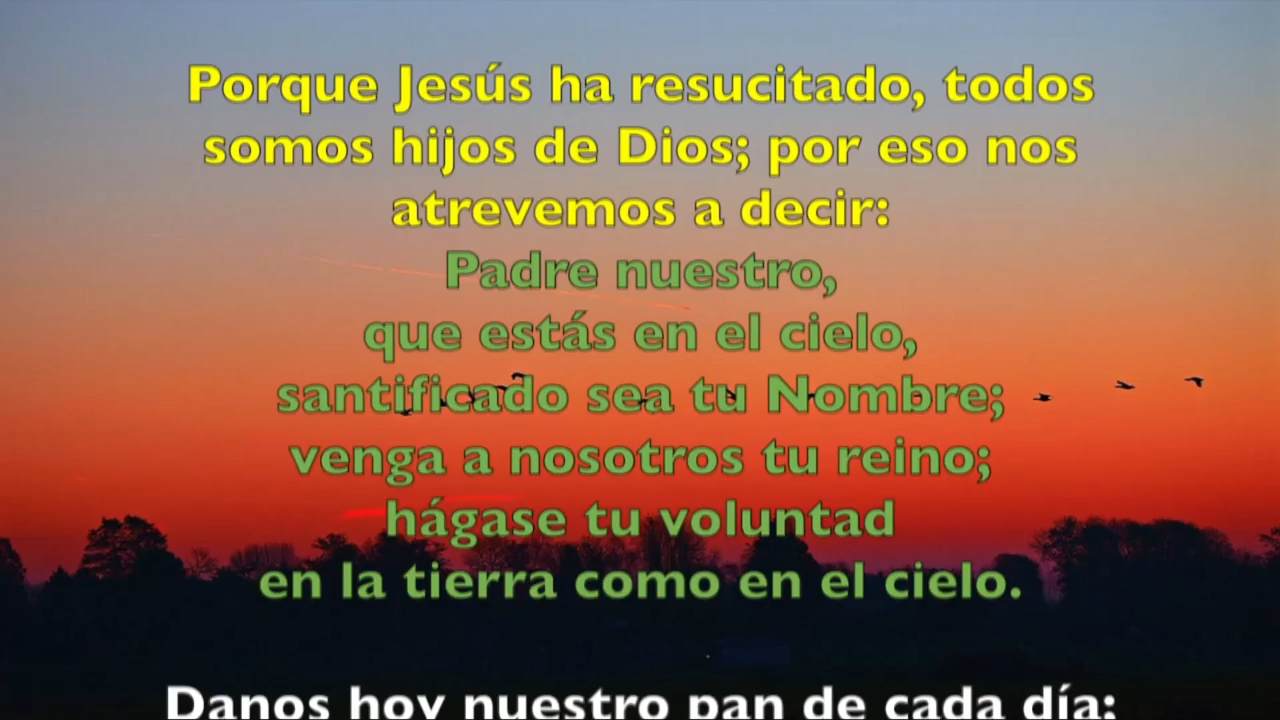 Porque Jesús ha resucitado, todos
somos hijos de Dios; por eso nos
atrevemos a decir:
Padre nuestro,
que estás en el cielo,
santificado sea tu Nombre;
venga a nosotros tu reino;
hágase tu voluntad
en la tierra como en el cielo.
Danos hoy nuestro pan de cada día;